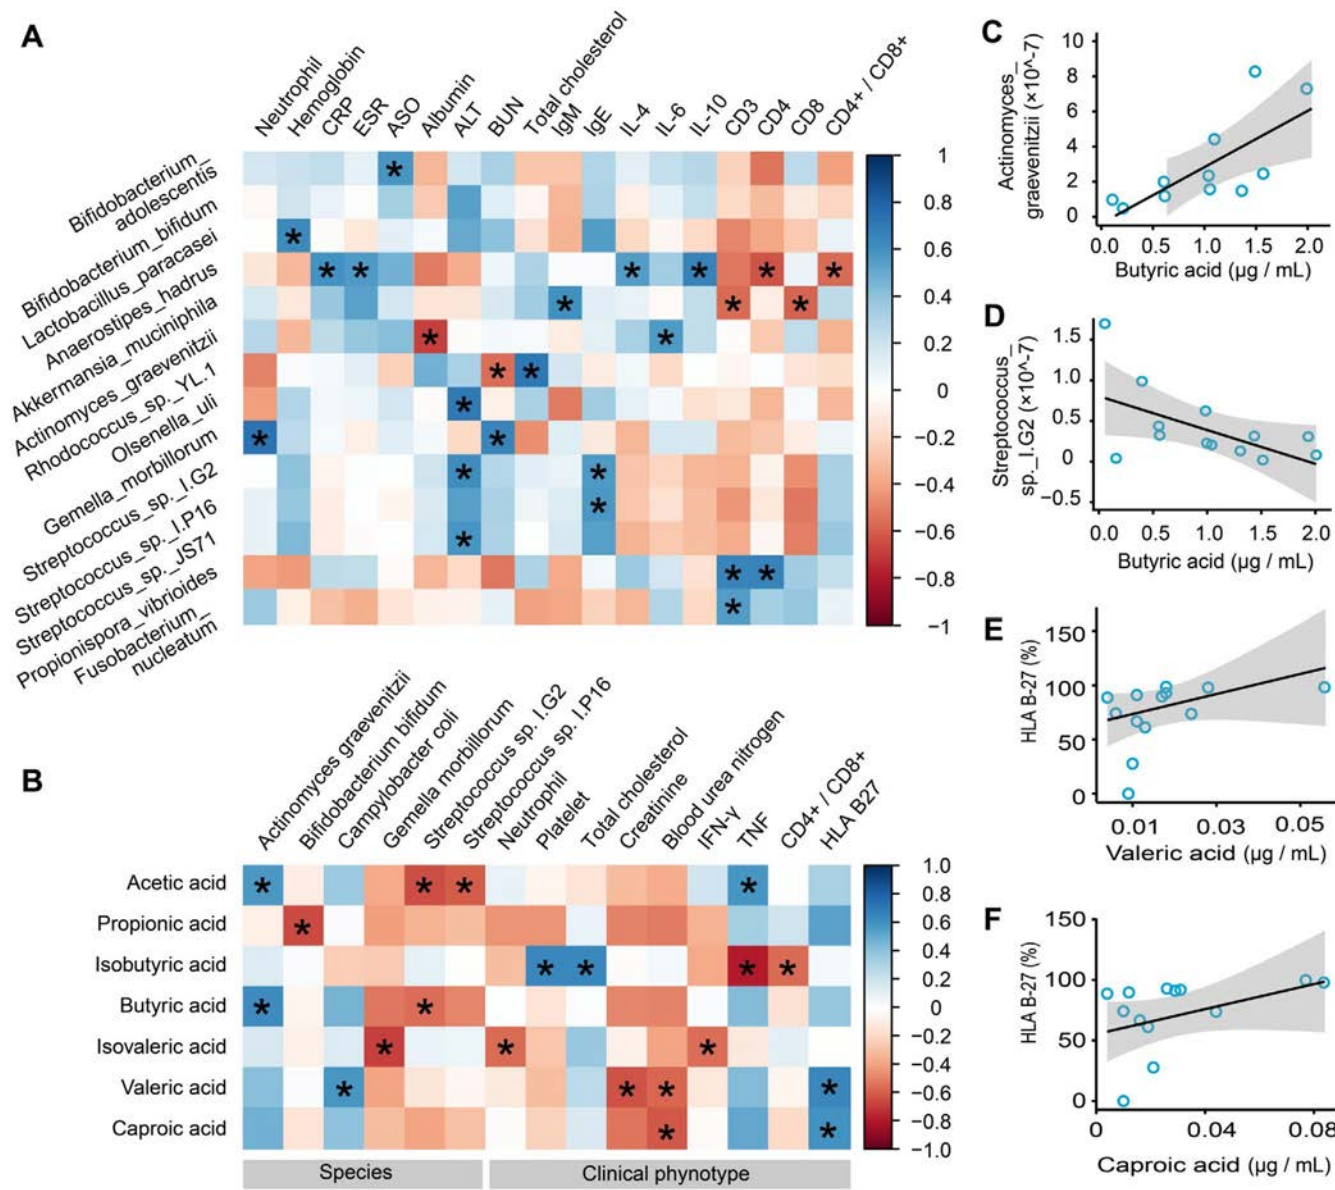 A
Neutrophil
Hemoglobin
CRP
ESR
ASO
Albumin
ALT
BUN
Total cholesterol
IgM
IgE
IL-4
IL-6
IL-10
CD3
CD4
CD8
CD4+ / CD8+
Bifidobacterium_
adolescentis
Bifidobacterium_bifidum
Lactobacillus_paracasei
Anaerostipes_hadrus
Akkermansia_muciniphila
Actinomyces_graevenitzii
Rhodococcus_sp._YL.1
Olsenella_uli
Gemella_morbillorum
Streptococcus_sp._I.G2
Streptococcus_sp._I.P16
Streptococcus_sp._JS71
Propionispora_vibrioides
Fusobacterium_
nucleatum
1
0.8
0.6
0.4
0.2
0
−0.2
−0.4
−0.6
−0.8
−1
B
Actinomyces graevenitzii
Bifidobacterium bifidum
Campylobacter coli
Gemella morbillorum
Streptococcus sp. I.G2
Streptococcus sp. I.P16
Neutrophil
Platelet
Total cholesterol
Creatinine
Blood urea nitrogen
IFN-γ
TNF
CD4+ / CD8+
HLA B27
Acetic acid
Propionic acid
Isobutyric acid
Butyric acid
Isovaleric acid
Valeric acid
Caproic acid
1.0
0.8
0.6
0.4
0.2
0
−0.2
−0.4
−0.6
−0.8
−1.0
Species
Clinical phynotype
C
Actinomyces_
graevenitzii (×10^-7)
10
8
6
4
2
0
0.0 0.5 1.0 1.5 2.0
Butyric acid (µg / mL)
D
Streptococcus_
sp._I.G2 (×10^-7)
1.5
1.0
0.5
0
−0.5
0.0 0.5 1.0 1.5 2.0
Butyric acid (µg / mL)
E
HLA B-27 (%)
150
100
50
0
0.01 0.03 0.05
Valeric acid (µg / mL)
F
HLA B-27 (%)
150
100
50
0
0 0.04 0.08
Caproic acid (µg / mL)